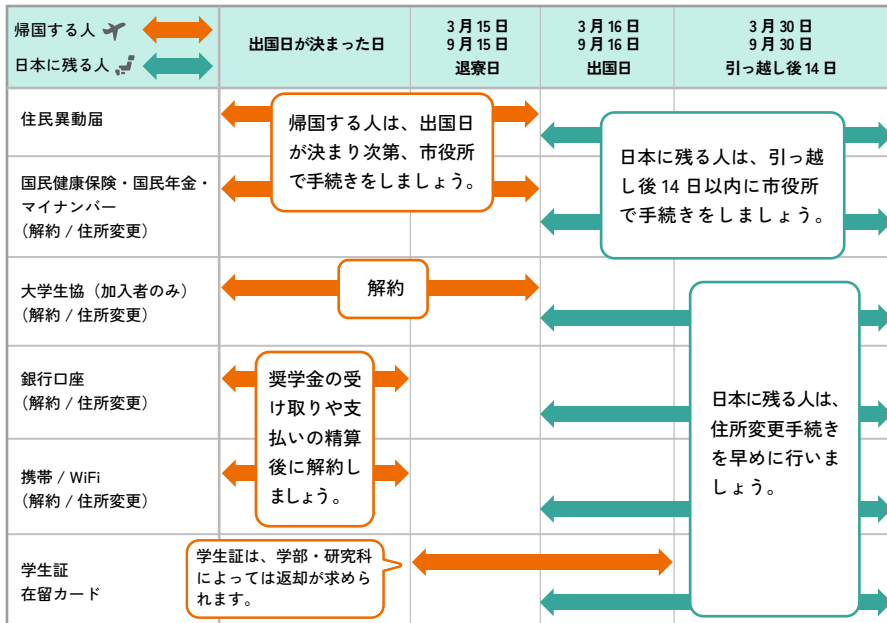 帰国する人
日本に残る人
出国日が決まった日
3月15日
9月15日
退寮日
3月16日
9月16日
出国日
3月30日
9月30日
引っ越し後14日
住民異動届
帰国する人は、出国日
が決まり次第、市役所
で手続きをしましょう。
日本に残る人は、引っ越
し後14日以内に市役所
で手続きをしましょう。
国民健康保険・国民年金・
マイナンバー
(解約 / 住所変更)
大学生協(加入者のみ)
(解約 / 住所変更)
解約
銀行口座
(解約 / 住所変更)
奨学金の受
け取りや支
払いの精算
後に解約し
ましょう。
日本に残る人は、
住所変更手続き
を早めに行いま
しょう。
携帯 / WiFi
(解約 / 住所変更)
学生証
在留カード
学生証は、学部・研究科
によっては返却が求めら
れます。